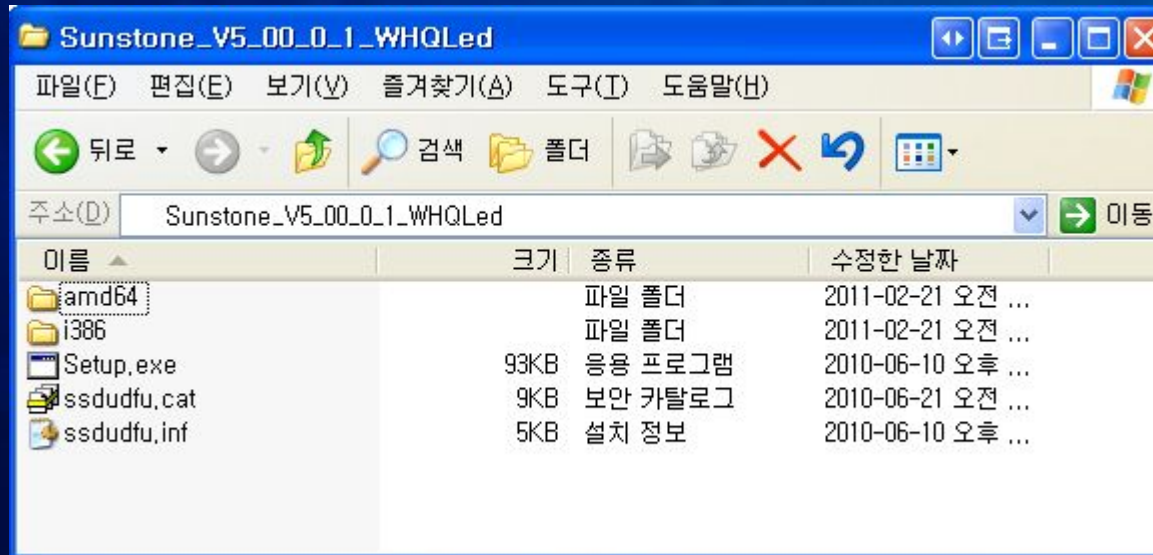 Sunstone_V5_00_0_1_WHQLed
파일(F) 편집(E) 보기(V) 즐겨찾기(A) 도구(T) 도움말(H)
뒤로 검색 폴더
주소(D) Sunstone_V5_00_0_1_WHQLed 이동
이름 크기 종류 수정한 날짜
amd64 파일 폴더 2011-02-21 오전 ...
i386 파일 폴더 2011-02-21 오전 ...
Setup.exe 93KB 응용 프로그램 2010-06-10 오후 ...
ssdudfu.cat 9KB 보안 카탈로그 2010-06-21 오전 ...
ssdudfu.inf 5KB 설치 정보 2010-06-10 오후 ...